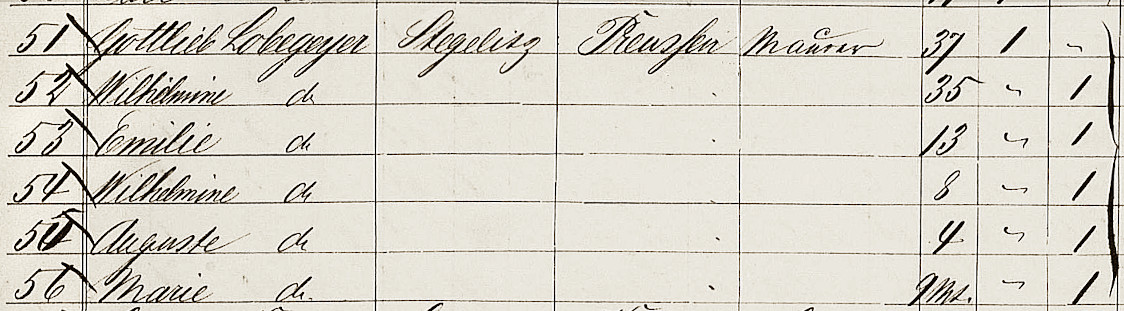 51 Gottlieb Lobegeyer Stegelitz Preussen Maurer 37 1 "
52 Wilhelmine do 35 " 1
53 Emilie do 13 " 1
54 Wilhelmine do 8 " 1
55 Auguste do 4 " 1
56 Marie do. 9 Mt. " 1